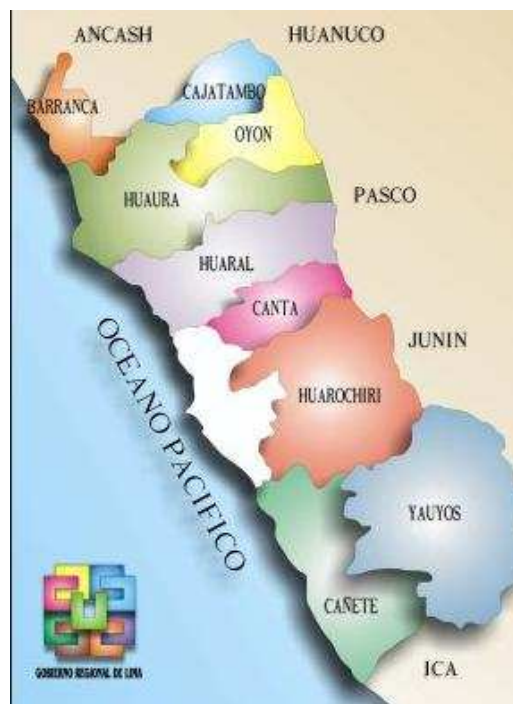 ANCASH
HUANUCO
BARRANCA
CAJATAMBO
OYON
HUAURA
PASCO
HUARAL
CANTA
JUNIN
HUAROCHIRI
OCEANO PACIFICO
YAUYOS
CAÑETE
ICA
GOBIERNO REGIONAL DE LIMA